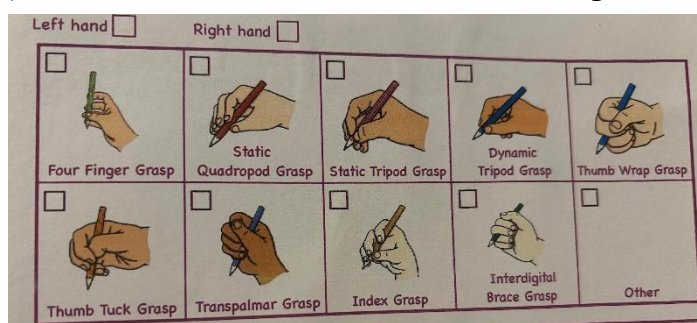 Left hand
Right hand
Four Finger Grasp
Static
Quadropod Grasp
Static Tripod Grasp
Dynamic
Tripod Grasp
Thumb Wrap Grasp
Thumb Tuck Grasp
Transpalmar Grasp
Index Grasp
Interdigital
Brace Grasp
Other